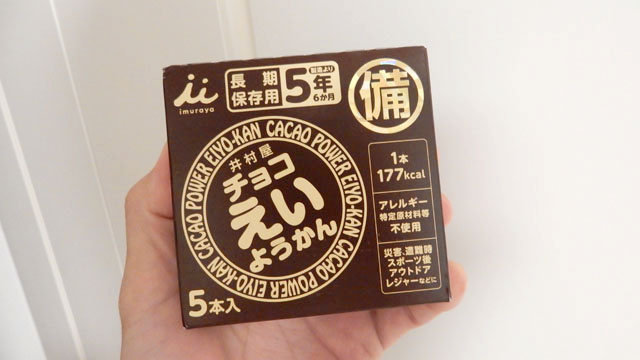 imuraya
長期
保存用
製造より
5年
6か月
備
CACAO POWER EIYO-KAN CACAO POWER EIYO-KAN CACAO POWER EIYO-KAN
井村屋
チョコ
えい
ようかん
1本
177kcal
アレルギー
特定原材料等
不使用
災害、遭難時
スポーツ後
アウトドア
レジャーなどに
5本入